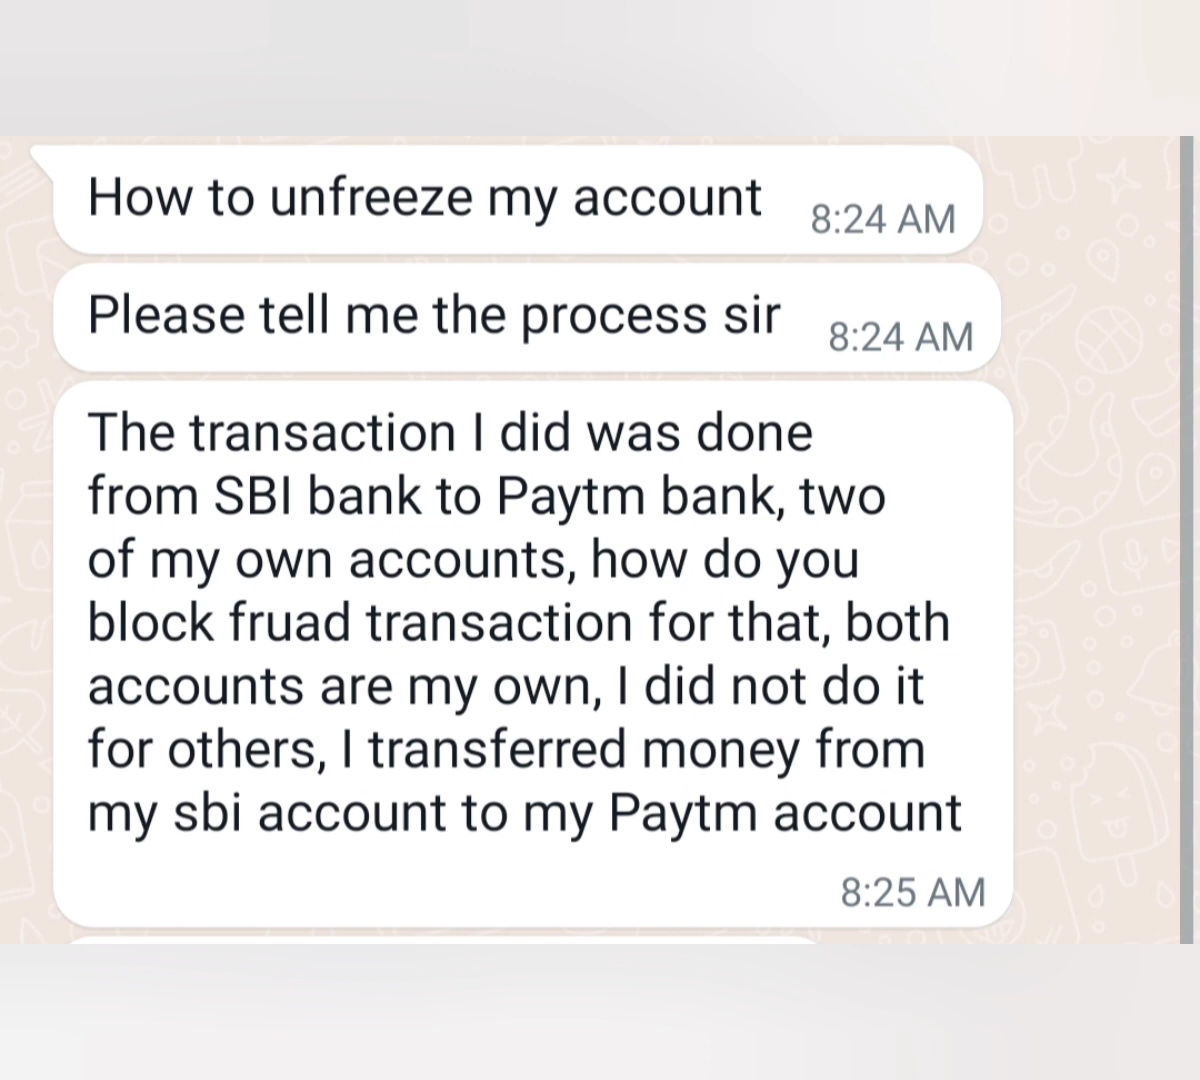 How to unfreeze my account
8:24 AM
Please tell me the process sir
8:24 AM
The transaction I did was done
from SBI bank to Paytm bank, two
of my own accounts, how do you
block fruad transaction for that, both
accounts are my own, I did not do it
for others, I transferred money from
my sbi account to my Paytm account
8:25 AM